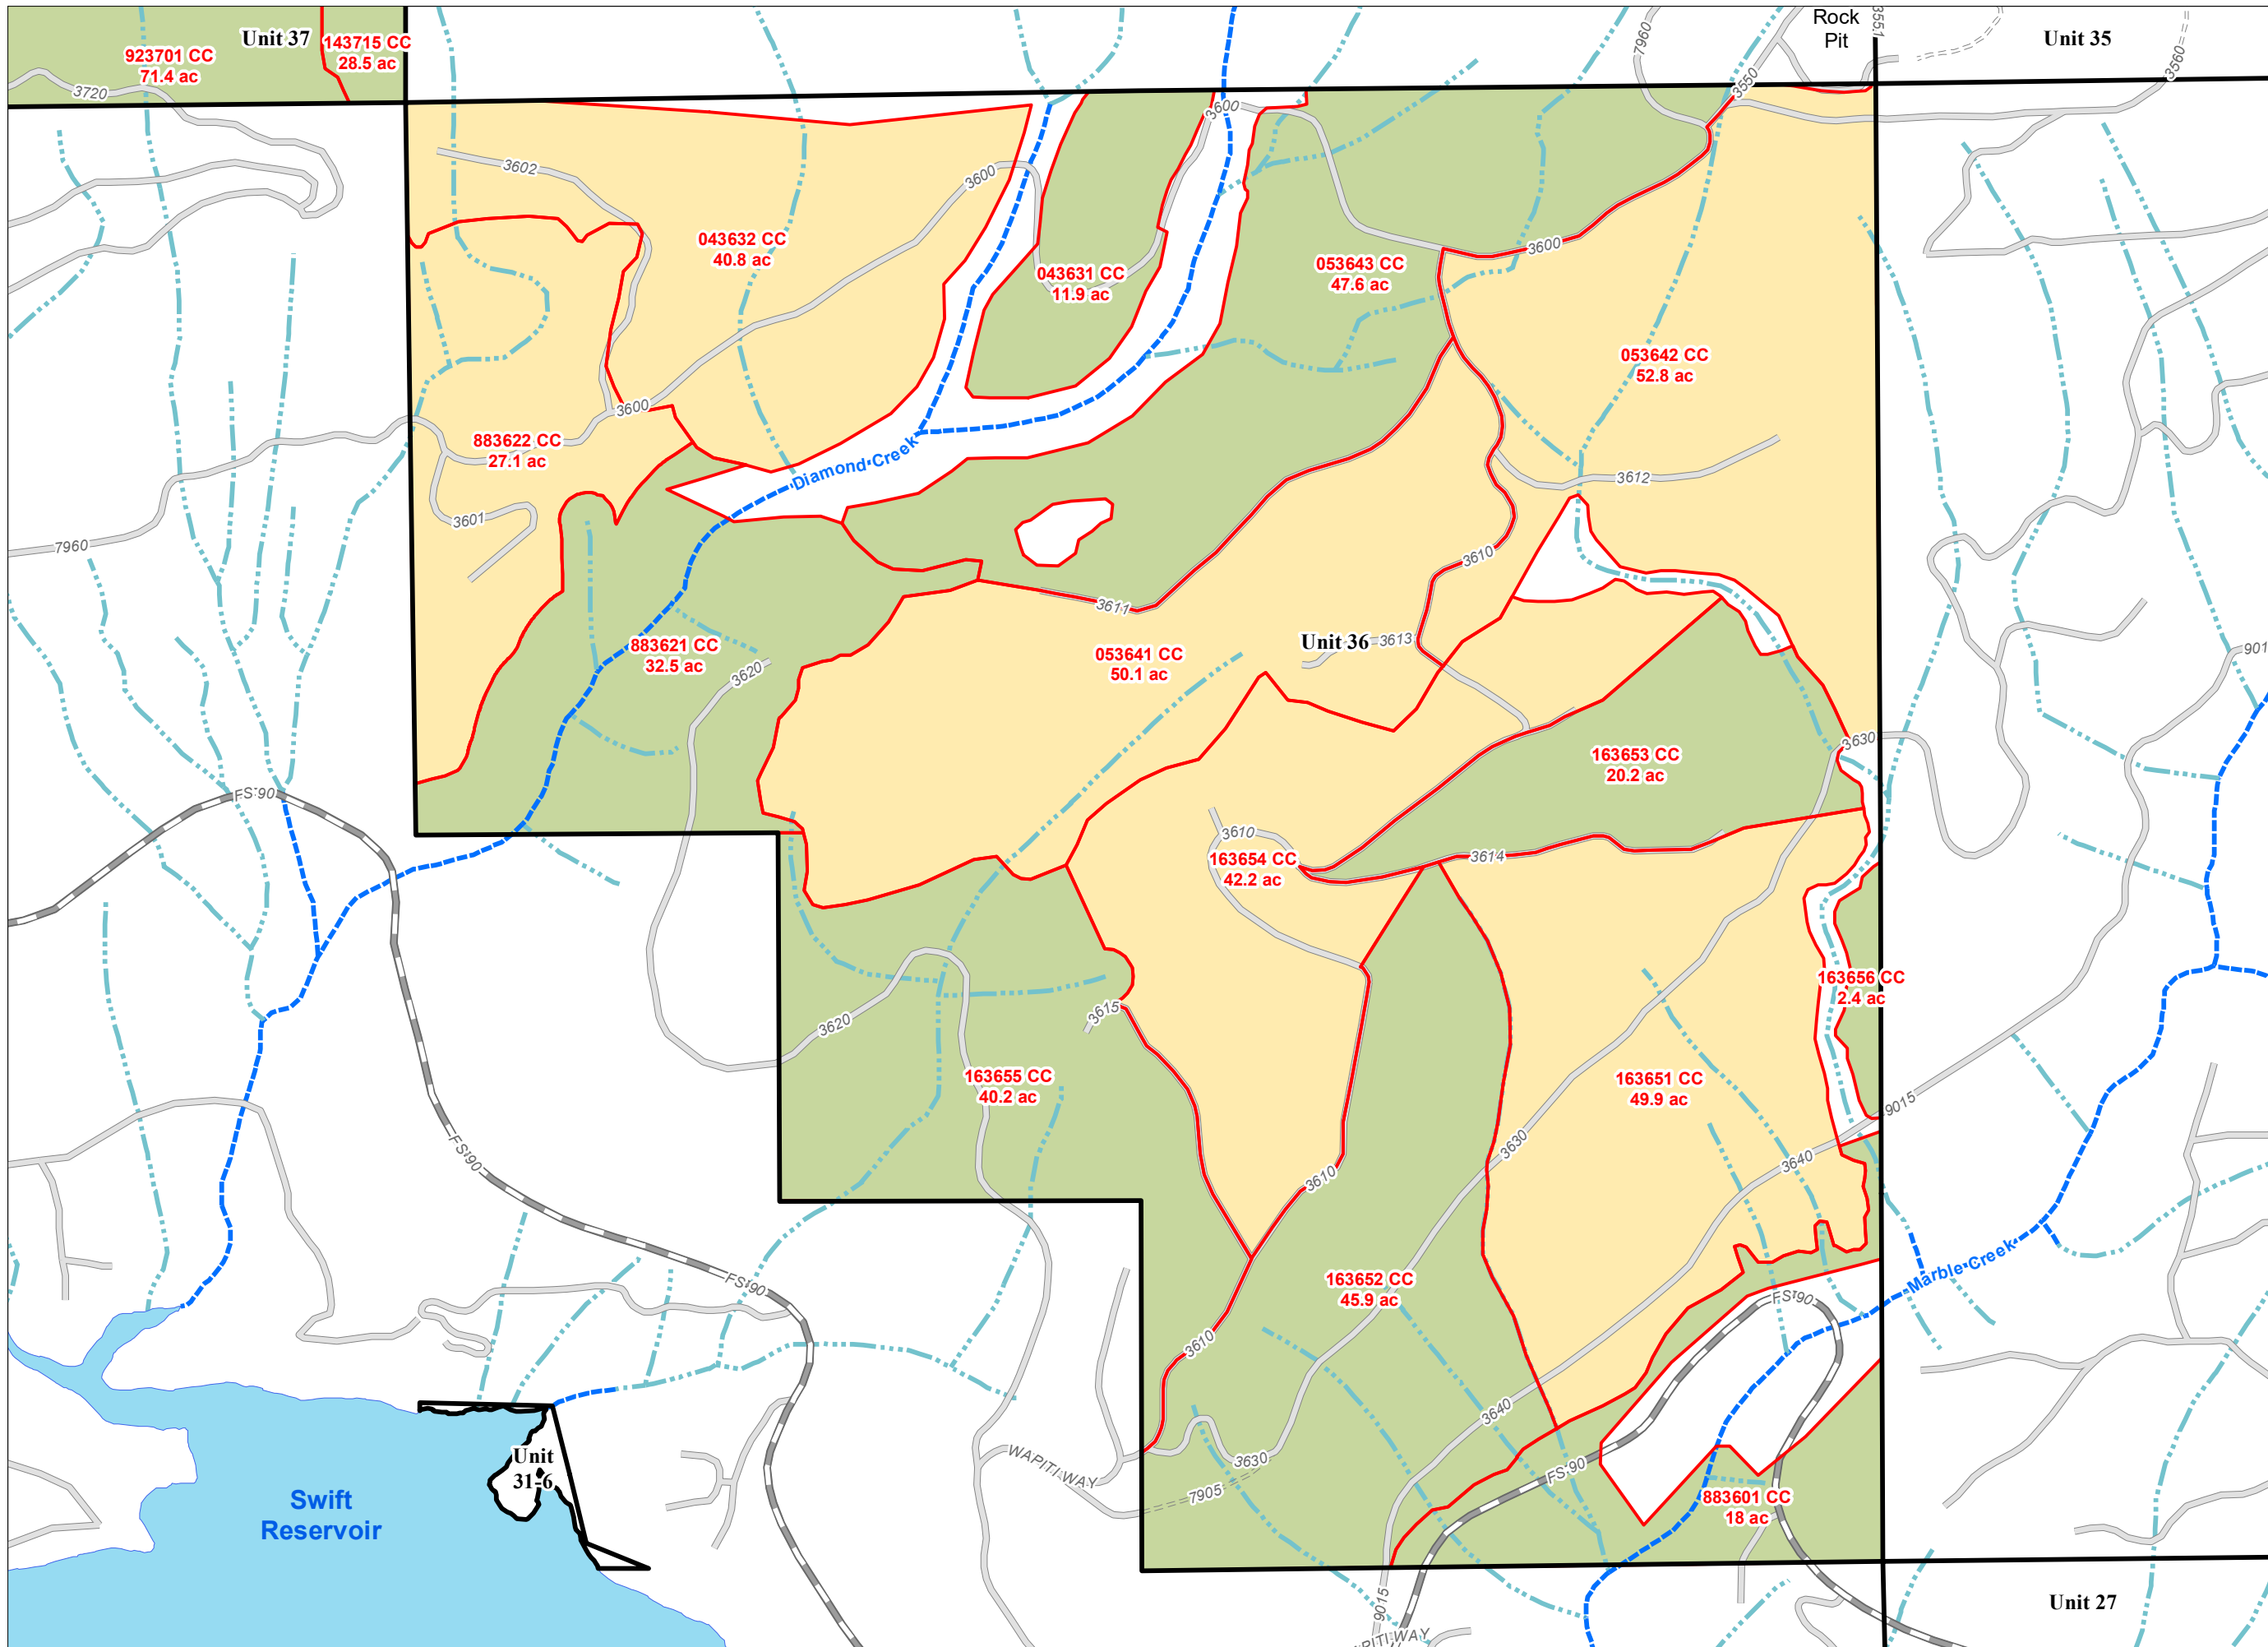 Rock
Pit
3551
Unit 37
143715 CC
28.5 ac
923701 CC
71.4 ac
Unit 35
7960
3560
3550
3720
3600
3602
3600
043632 CC
40.8 ac
043631 CC
11.9 ac
053643 CC
47.6 ac
3600
053642 CC
52.8 ac
3600
883622 CC
27.1 ac
Diamond Creek
3612
3601
7960
3610
3611
Unit 36
3613
883621 CC
32.5 ac
053641 CC
50.1 ac
3620
901
3630
163653 CC
20.2 ac
FS 90
3610
163654 CC
42.2 ac
3614
163656 CC
2.4 ac
3615
3620
163655 CC
40.2 ac
163651 CC
49.9 ac
9015
FS 90
3630
3640
3610
Marble Creek
FS 90
163652 CC
45.9 ac
FS 90
3610
3640
Unit
31-6
WAPITI WAY
3630
FS 90
7905
883601 CC
18 ac
Swift
Reservoir
9015
Unit 27
PITI WAY